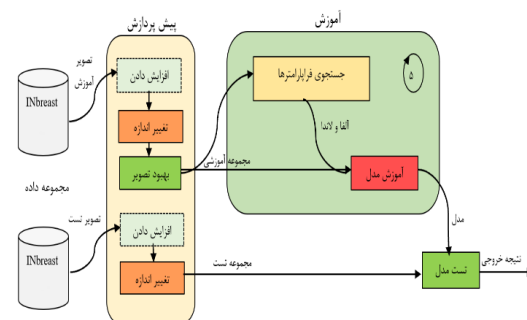 آموزش
پیش پردازش
جستجوی فراپارامترها
۵
تصویر
آموزش
افزایش دادن
INbreast
تغییر اندازه
آلفا و لاندا
بهبود تصویر
مجموعه آموزشی
آموزش مدل
مجموعه داده
تصویر تست
افزایش دادن
مدل
INbreast
تغییر اندازه
مجموعه تست
تست مدل
نتیجه خروجی